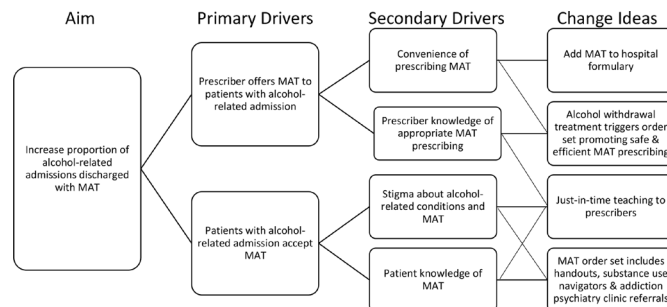 Aim
Primary Drivers
Secondary Drivers
Change Ideas
Increase proportion of
alcohol-related
admissions discharged
with MAT
Prescriber offers MAT to
patients with alcohol-
related admission
Patients with alcohol-
related admission accept
MAT
Convenience of
prescribing MAT
Prescriber knowledge of
appropriate MAT
prescribing
Stigma about alcohol-
related conditions and
MAT
Patient knowledge of
MAT
Add MAT to hospital
formulary
Alcohol withdrawal
treatment triggers order
set promoting safe &
efficient MAT prescribing
Just-in-time teaching to
prescribers
MAT order set includes
handouts, substance use
navigators & addiction
psychiatry clinic referrals